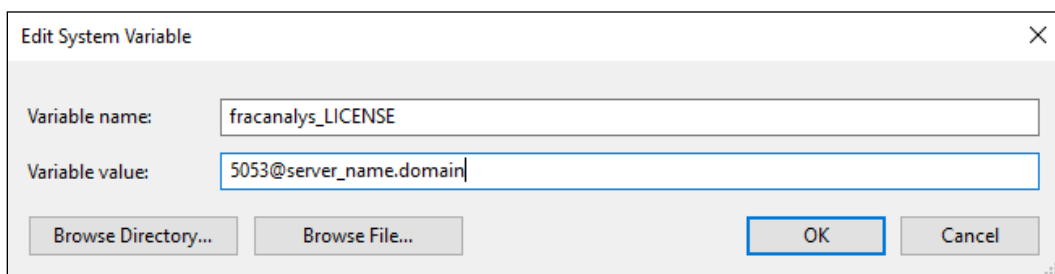 Edit System Variable
Variable name: fracanalys_LICENSE
Variable value: 5053@server_name.domain
Browse Directory... Browse File... OK Cancel